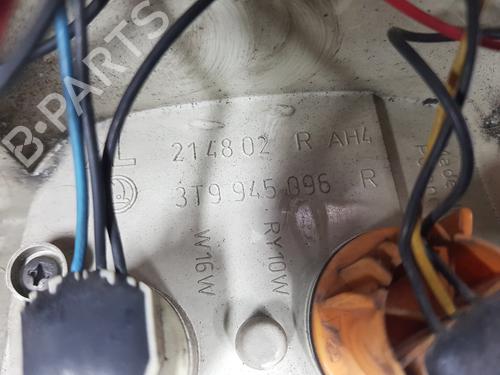 B-PARTS
L 214802 R AH4
3T9 945 096 R
W16W
RY10W